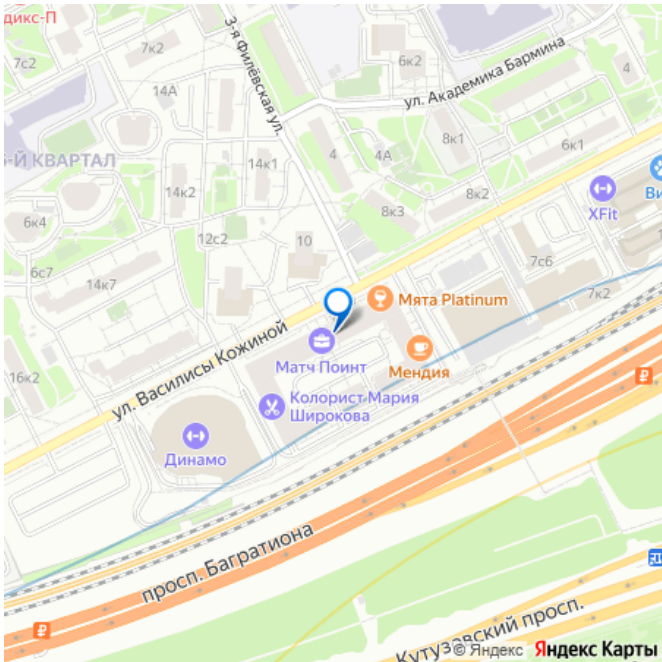 дикс-П
7к2
7с2
14А
3-я Филёвская ул.
6к2
ул. Академика Бармина
4
8к1
6к1
-Й КВАРТАЛ
14к1
4
4А
14к2
8к2
8к3
XFit
Ви
6к4
12с2
10
7с6
6с7
14к7
7к2
Мята Platinum
ул. Василисы Кожиной
Матч Поинт
Мендия
16к2
Колорист Мария
Широкова
Динамо
просп. Багратиона
Кутузовский просп.
© Яндекс Яндекс Карты